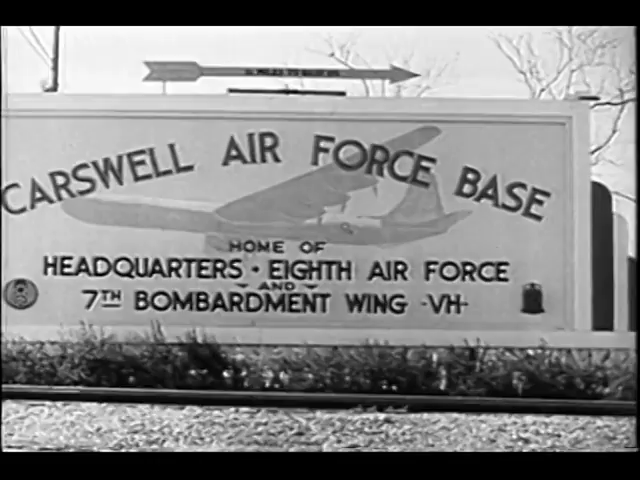 CARSWELL AIR FORCE BASE
HOME OF
HEADQUARTERS · EIGHTH AIR FORCE
AND
7TH BOMBARDMENT WING -VH-